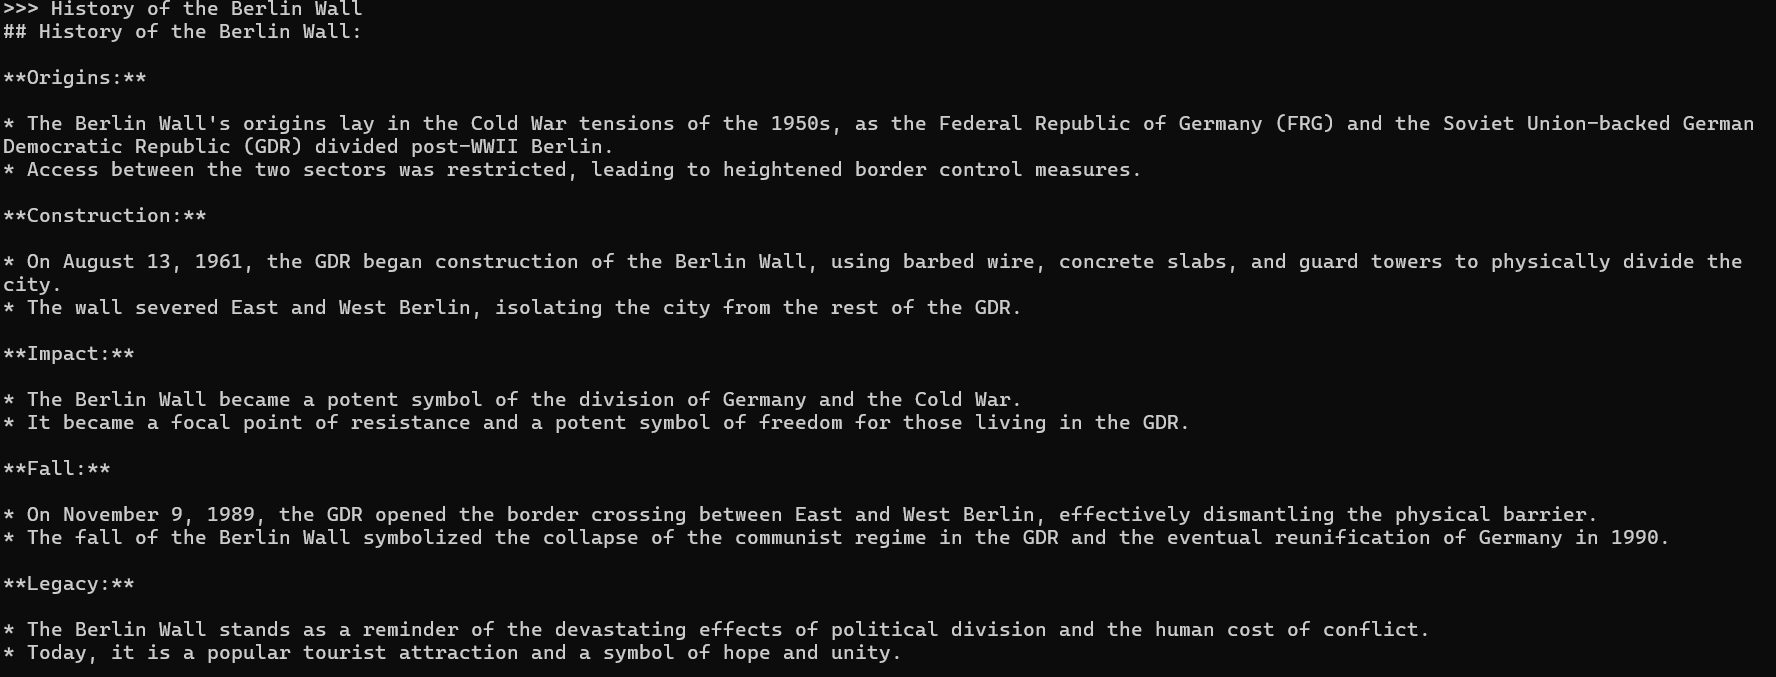 >>> History of the Berlin Wall
## History of the Berlin Wall:
**Origins:**
* The Berlin Wall's origins lay in the Cold War tensions of the 1950s, as the Federal Republic of Germany (FRG) and the Soviet Union-backed German
Democratic Republic (GDR) divided post-WWII Berlin.
* Access between the two sectors was restricted, leading to heightened border control measures.
**Construction:**
* On August 13, 1961, the GDR began construction of the Berlin Wall, using barbed wire, concrete slabs, and guard towers to physically divide the
city.
* The wall severed East and West Berlin, isolating the city from the rest of the GDR.
**Impact:**
* The Berlin Wall became a potent symbol of the division of Germany and the Cold War.
* It became a focal point of resistance and a potent symbol of freedom for those living in the GDR.
**Fall:**
* On November 9, 1989, the GDR opened the border crossing between East and West Berlin, effectively dismantling the physical barrier.
* The fall of the Berlin Wall symbolized the collapse of the communist regime in the GDR and the eventual reunification of Germany in 1990.
**Legacy:**
* The Berlin Wall stands as a reminder of the devastating effects of political division and the human cost of conflict.
* Today, it is a popular tourist attraction and a symbol of hope and unity.